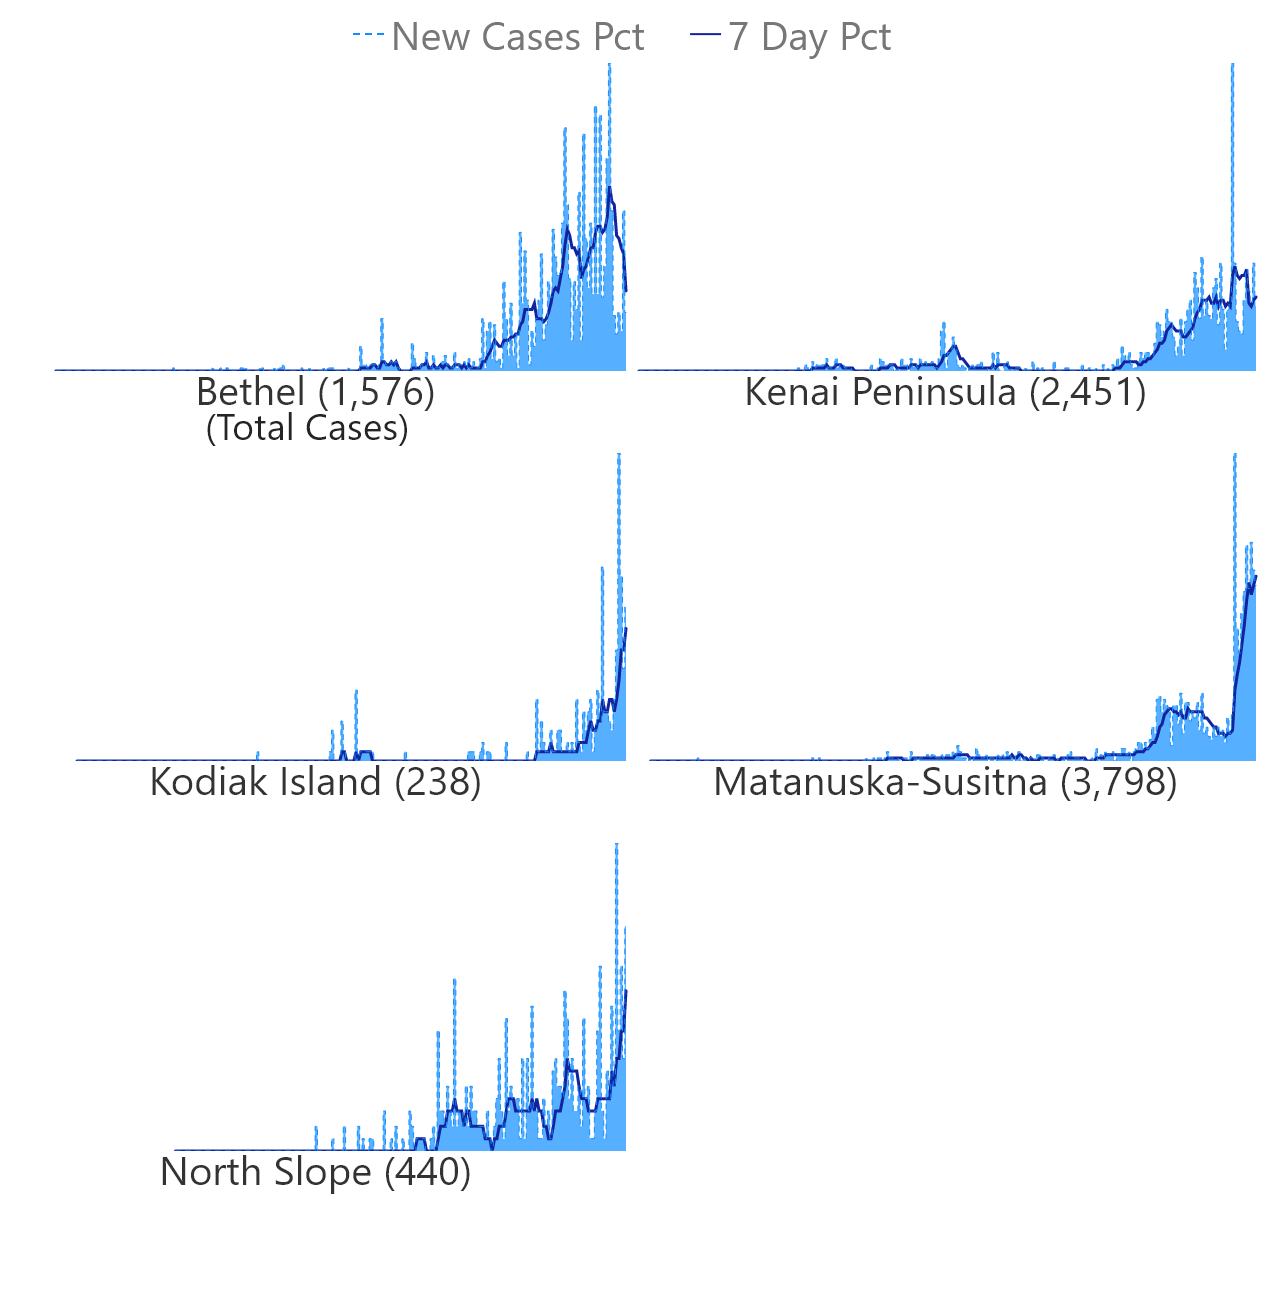 New Cases Pct 7 Day Pct
Bethel (1,576)
(Total Cases)
Kenai Peninsula (2,451)
Kodiak Island (238)
Matanuska-Susitna (3,798)
North Slope (440)